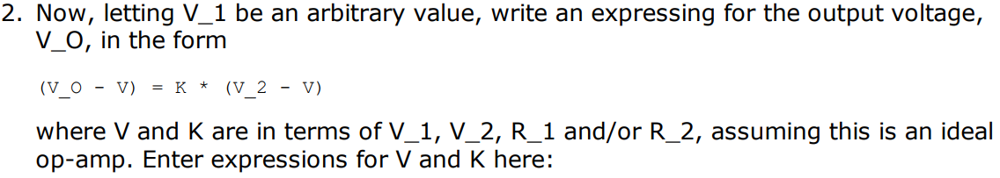 2. Now, letting V_1 be an arbitrary value, write an expressing for the output voltage,
V_O, in the form
(V_O - V) = K * (V_2 - V)
where V and K are in terms of V_1, V_2, R_1 and/or R_2, assuming this is an ideal
op-amp. Enter expressions for V and K here: